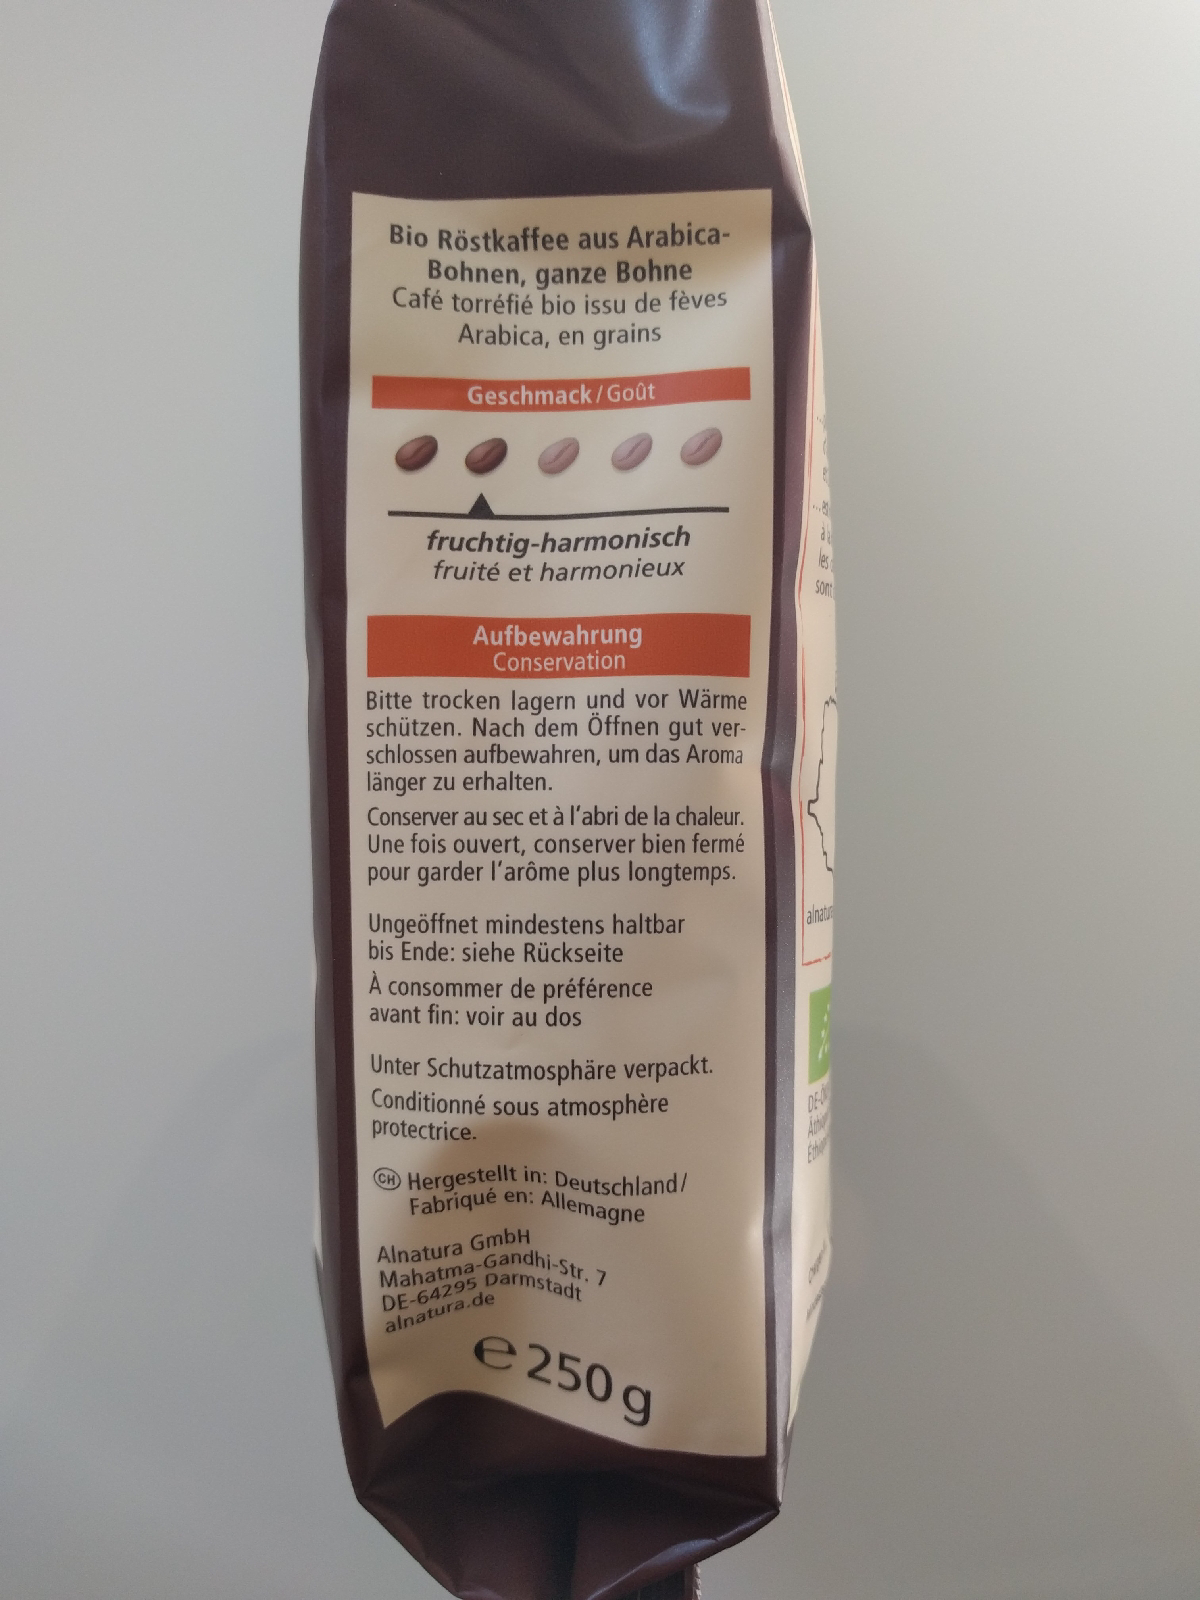 Bio Röstkaffee aus Arabica-
Bohnen, ganze Bohne
Café torréfié bio issu de fèves
Arabica, en grains
Geschmack / Goût
fruchtig-harmonisch
fruité et harmonieux
Aufbewahrung
Conservation
Bitte trocken lagern und vor Wärme
schützen. Nach dem Öffnen gut ver-
schlossen aufbewahren, um das Aroma
länger zu erhalten.
Conserver au sec et à l'abri de la chaleur.
Une fois ouvert, conserver bien fermé
pour garder l'arôme plus longtemps.
Ungeöffnet mindestens haltbar
bis Ende: siehe Rückseite
À consommer de préférence
avant fin: voir au dos
Unter Schutzatmosphäre verpackt.
Conditionné sous atmosphère
protectrice.
CH Hergestellt in: Deutschland/
Fabriqué en: Allemagne
Alnatura GmbH
Mahatma-Gandhi-Str. 7
DE-64295 Darmstadt
alnatura.de
℮ 250 g
les
sont